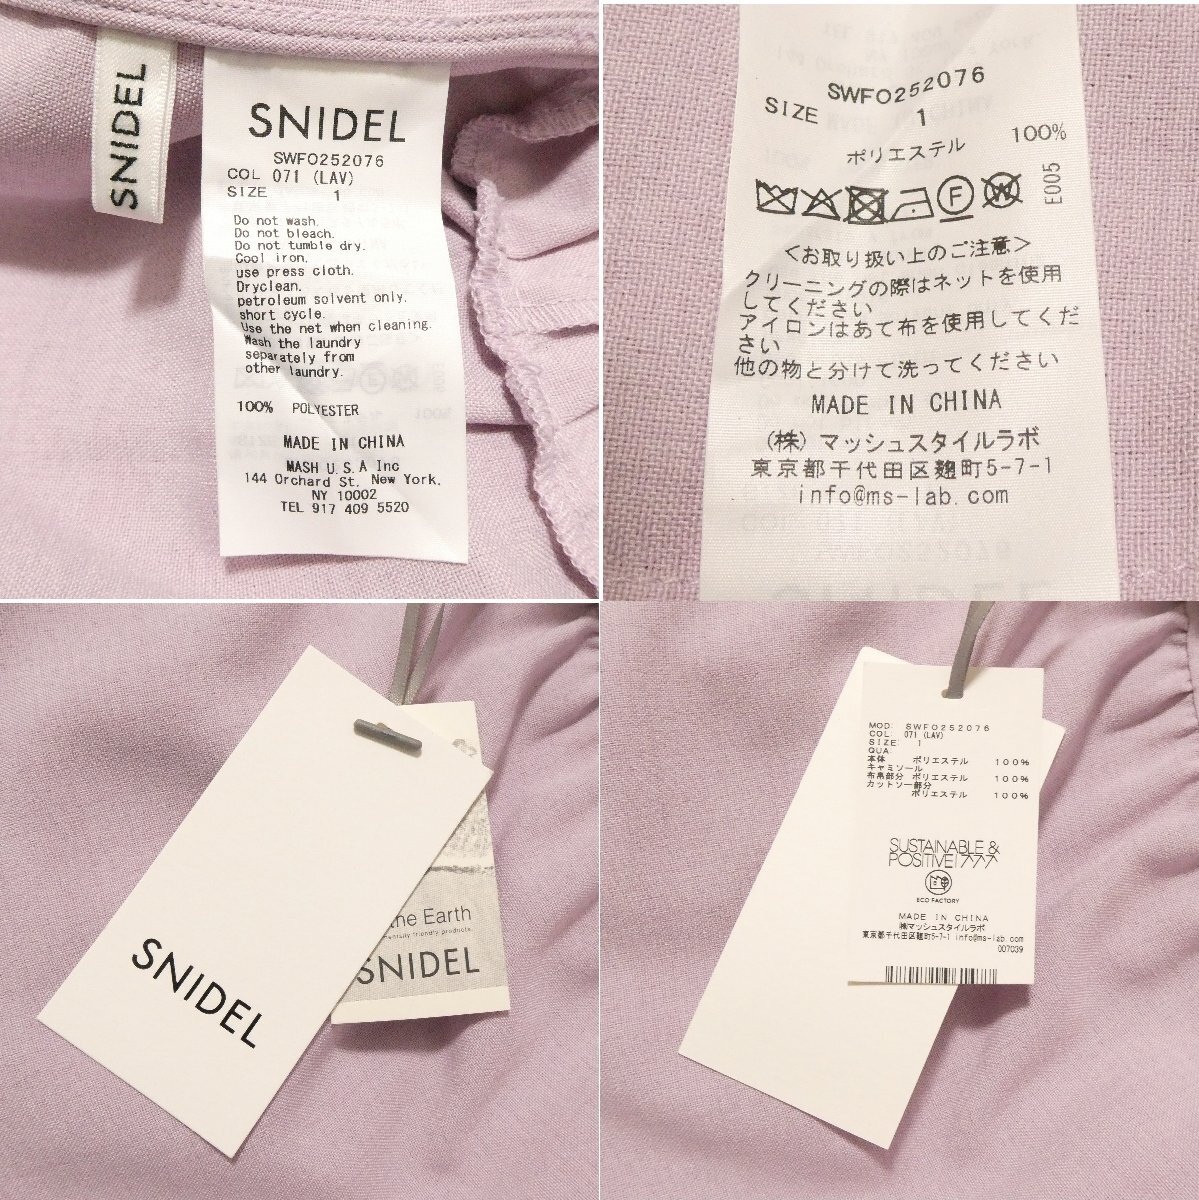 SNIDEL
SNIDEL
SWFO252076
COL 071 (LAV)
SIZE 1
Do not wash.
Do not bleach.
Do not tumble dry.
Cool iron.
use press cloth.
Dryclean.
petroleum solvent only.
short cycle.
Use the net when cleaning.
Wash the laundry
separately from
other laundry.
100% POLYESTER
MADE IN CHINA
MASH U.S.A Inc
144 Orchard St. New York.
NY 10002
TEL 917 409 5520
SWFO252076
SIZE 1
ポリエステル 100%
F W
E005
<お取り扱い上のご注意>
クリーニングの際はネットを使用
してください
アイロンはあて布を使用してくだ
さい
他の物と分けて洗ってください
MADE IN CHINA
(株)マッシュスタイルラボ
東京都千代田区麹町5-7-1
info@ms-lab.com
SNIDEL
the Earth
friendly products.
SNIDEL
MOD: SWFO252076
COL: 071 (LAV)
SIZE: 1
QUA:
本体 ポリエステル 100%
キャミソール
布帛部分 ポリエステル 100%
カットソー部分
ポリエステル 100%
SUSTAINABLE &
POSITIVE!777
ECO FACTORY
MADE IN CHINA
㈱マッシュスタイルラボ
東京都千代田区麹町5-7-1 info@ms-lab.com
007039